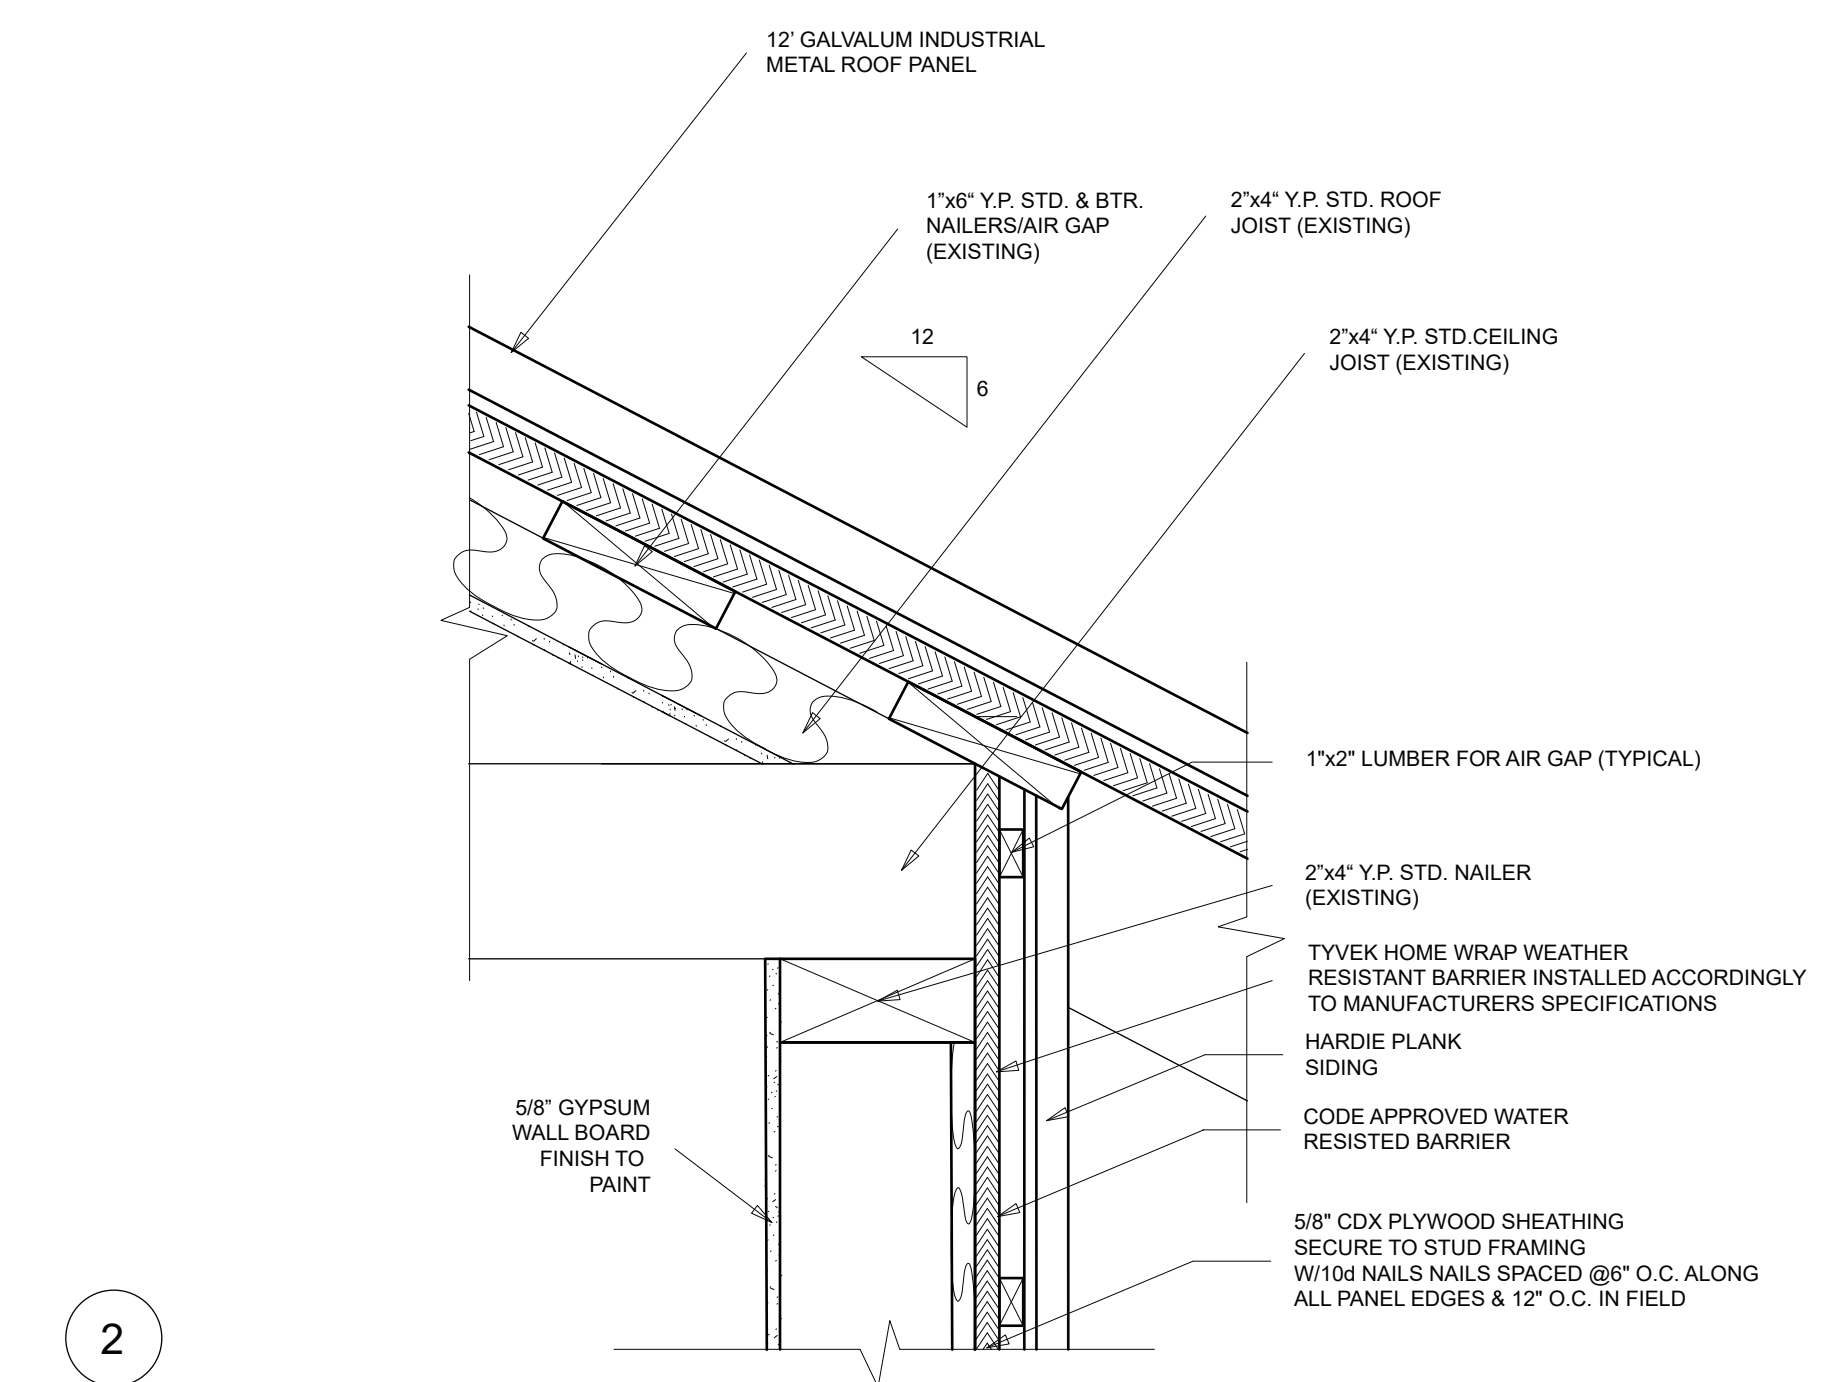 12’ GALVALUM INDUSTRIAL
METAL ROOF PANEL
1”x6“ Y.P. STD. & BTR.
NAILERS/AIR GAP
(EXISTING)
2”x4“ Y.P. STD. ROOF
JOIST (EXISTING)
12
6
2”x4“ Y.P. STD.CEILING
JOIST (EXISTING)
1"x2" LUMBER FOR AIR GAP (TYPICAL)
2”x4“ Y.P. STD. NAILER
(EXISTING)
TYVEK HOME WRAP WEATHER
RESISTANT BARRIER INSTALLED ACCORDINGLY
TO MANUFACTURERS SPECIFICATIONS
HARDIE PLANK
SIDING
5/8” GYPSUM
WALL BOARD
FINISH TO
PAINT
CODE APPROVED WATER
RESISTED BARRIER
5/8" CDX PLYWOOD SHEATHING
SECURE TO STUD FRAMING
W/10d NAILS NAILS SPACED @6" O.C. ALONG
ALL PANEL EDGES & 12" O.C. IN FIELD
2